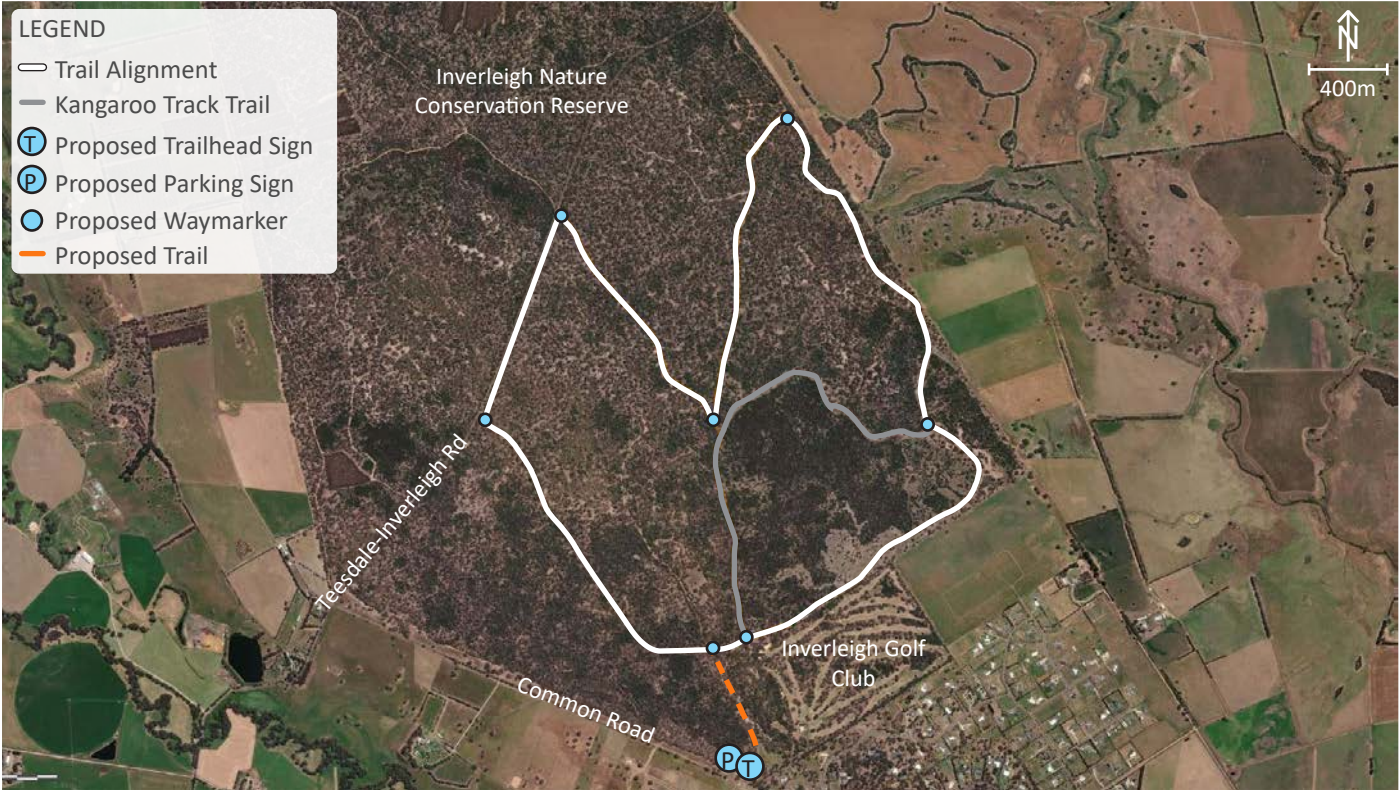 LEGEND
Trail Alignment
Kangaroo Track Trail
T Proposed Trailhead Sign
P Proposed Parking Sign
Proposed Waymarker
Proposed Trail
Inverleigh Nature
Conservation Reserve
N
400m
Teesdale-Inverleigh Rd
Inverleigh Golf
Club
Common Road
P T